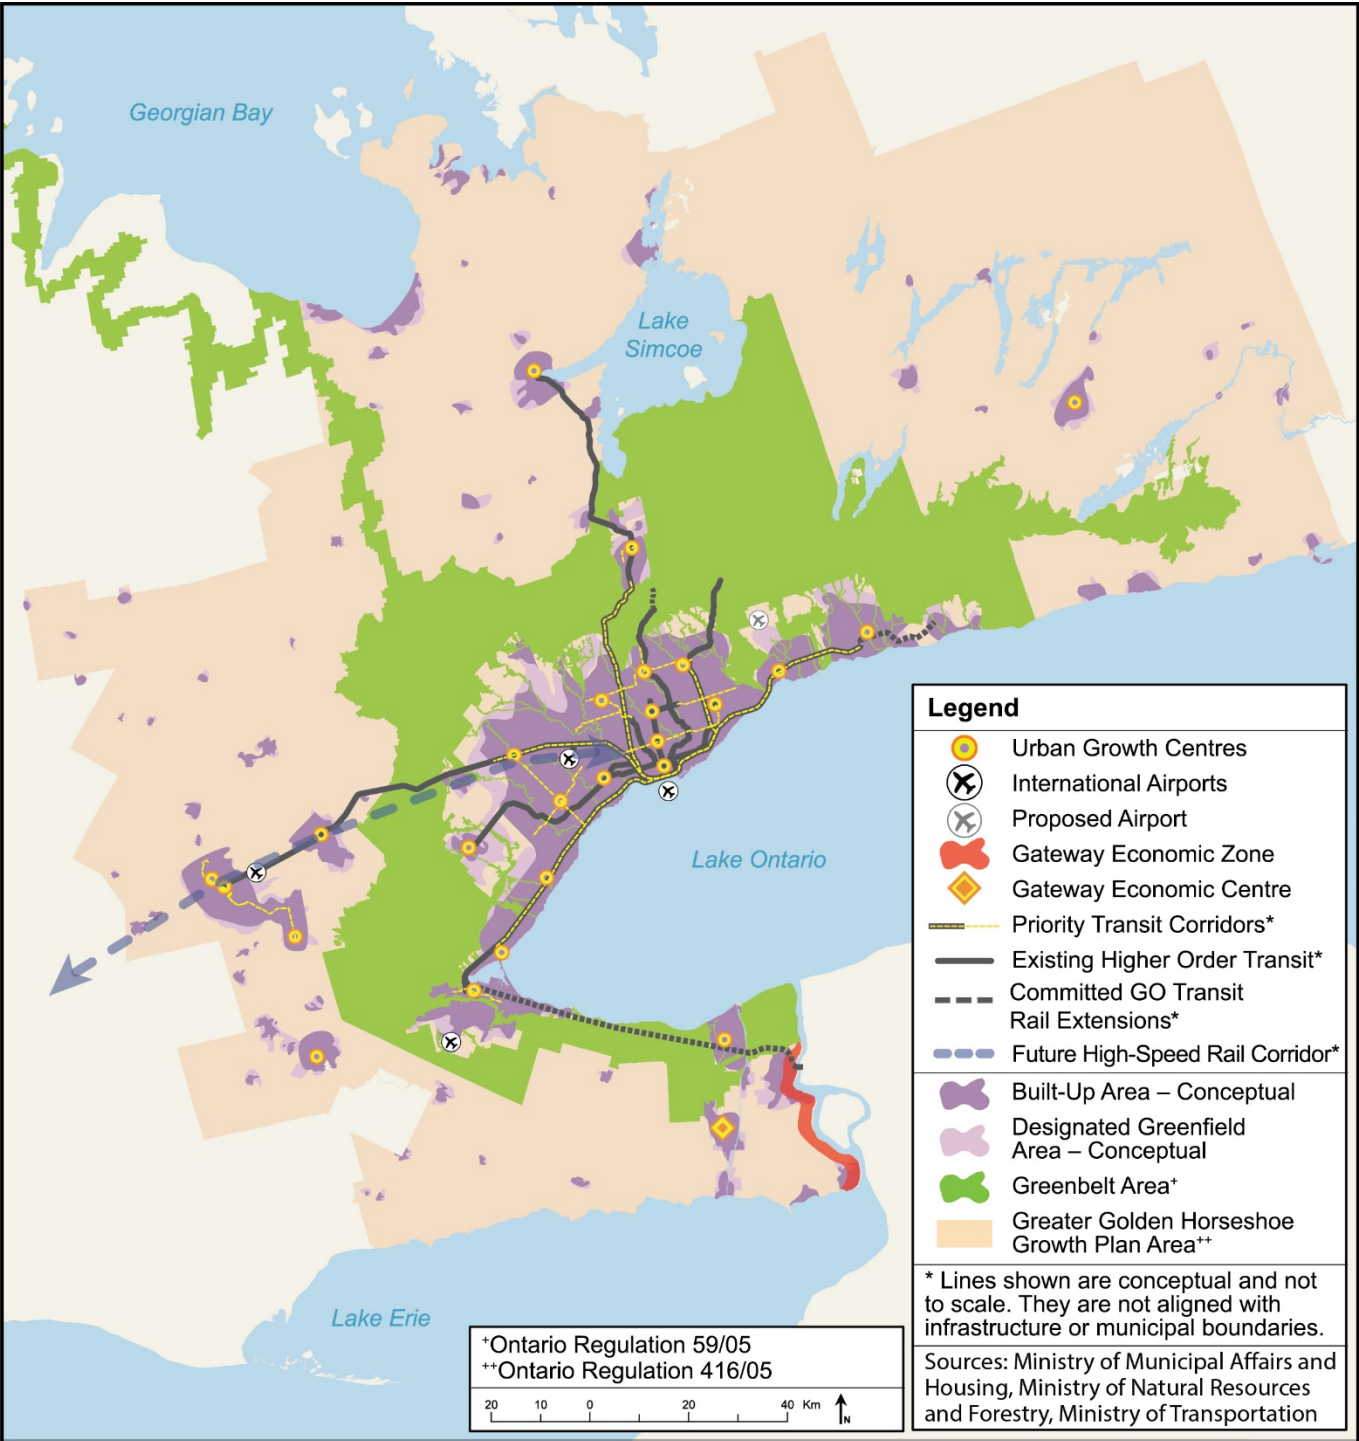 Georgian Bay
Lake
Simcoe
Lake Ontario
Lake Erie
Legend
Urban Growth Centres
International Airports
Proposed Airport
Gateway Economic Zone
Gateway Economic Centre
Priority Transit Corridors*
Existing Higher Order Transit*
Committed GO Transit
Rail Extensions*
Future High-Speed Rail Corridor*
Built-Up Area – Conceptual
Designated Greenfield
Area – Conceptual
Greenbelt Area+
Greater Golden Horseshoe
Growth Plan Area++
* Lines shown are conceptual and not
to scale. They are not aligned with
infrastructure or municipal boundaries.
Sources: Ministry of Municipal Affairs and
Housing, Ministry of Natural Resources
and Forestry, Ministry of Transportation
+Ontario Regulation 59/05
++Ontario Regulation 416/05
20 10 0 20 40 Km N